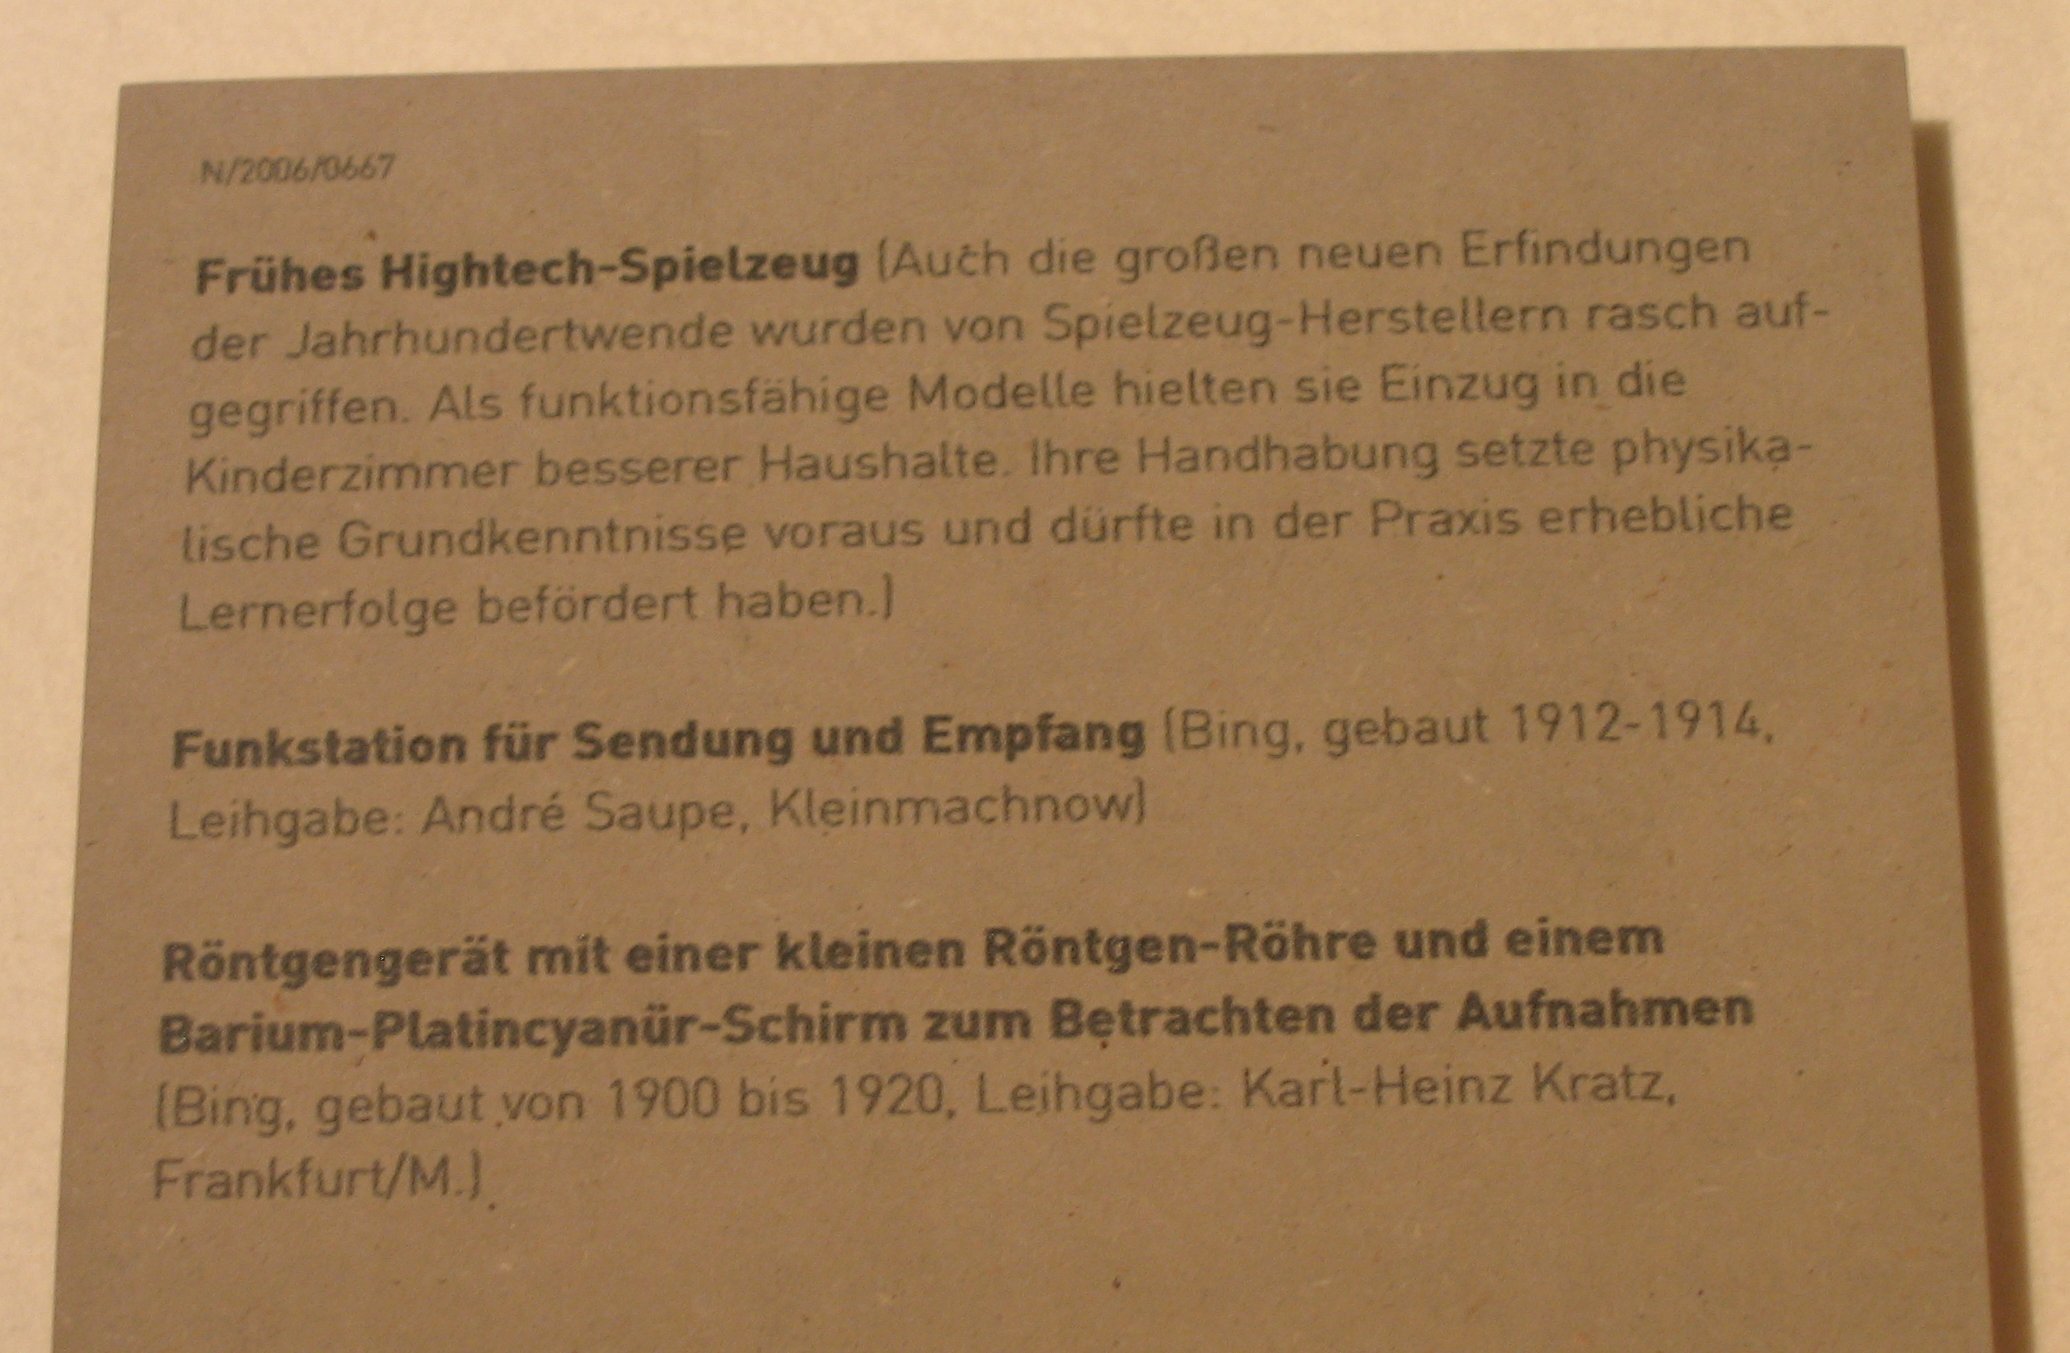 N/2006/0667
Frühes Hightech-Spielzeug (Auch die großen neuen Erfindungen
der Jahrhundertwende wurden von Spielzeug-Herstellern rasch auf-
gegriffen. Als funktionsfähige Modelle hielten sie Einzug in die
Kinderzimmer besserer Haushalte. Ihre Handhabung setzte physika-
lische Grundkenntnisse voraus und dürfte in der Praxis erhebliche
Lernerfolge befördert haben.)
Funkstation für Sendung und Empfang (Bing, gebaut 1912-1914,
Leihgabe: André Saupe, Kleinmachnow)
Röntgengerät mit einer kleinen Röntgen-Röhre und einem
Barium-Platincyanür-Schirm zum Betrachten der Aufnahmen
(Bing, gebaut von 1900 bis 1920, Leihgabe: Karl-Heinz Kratz,
Frankfurt/M.)